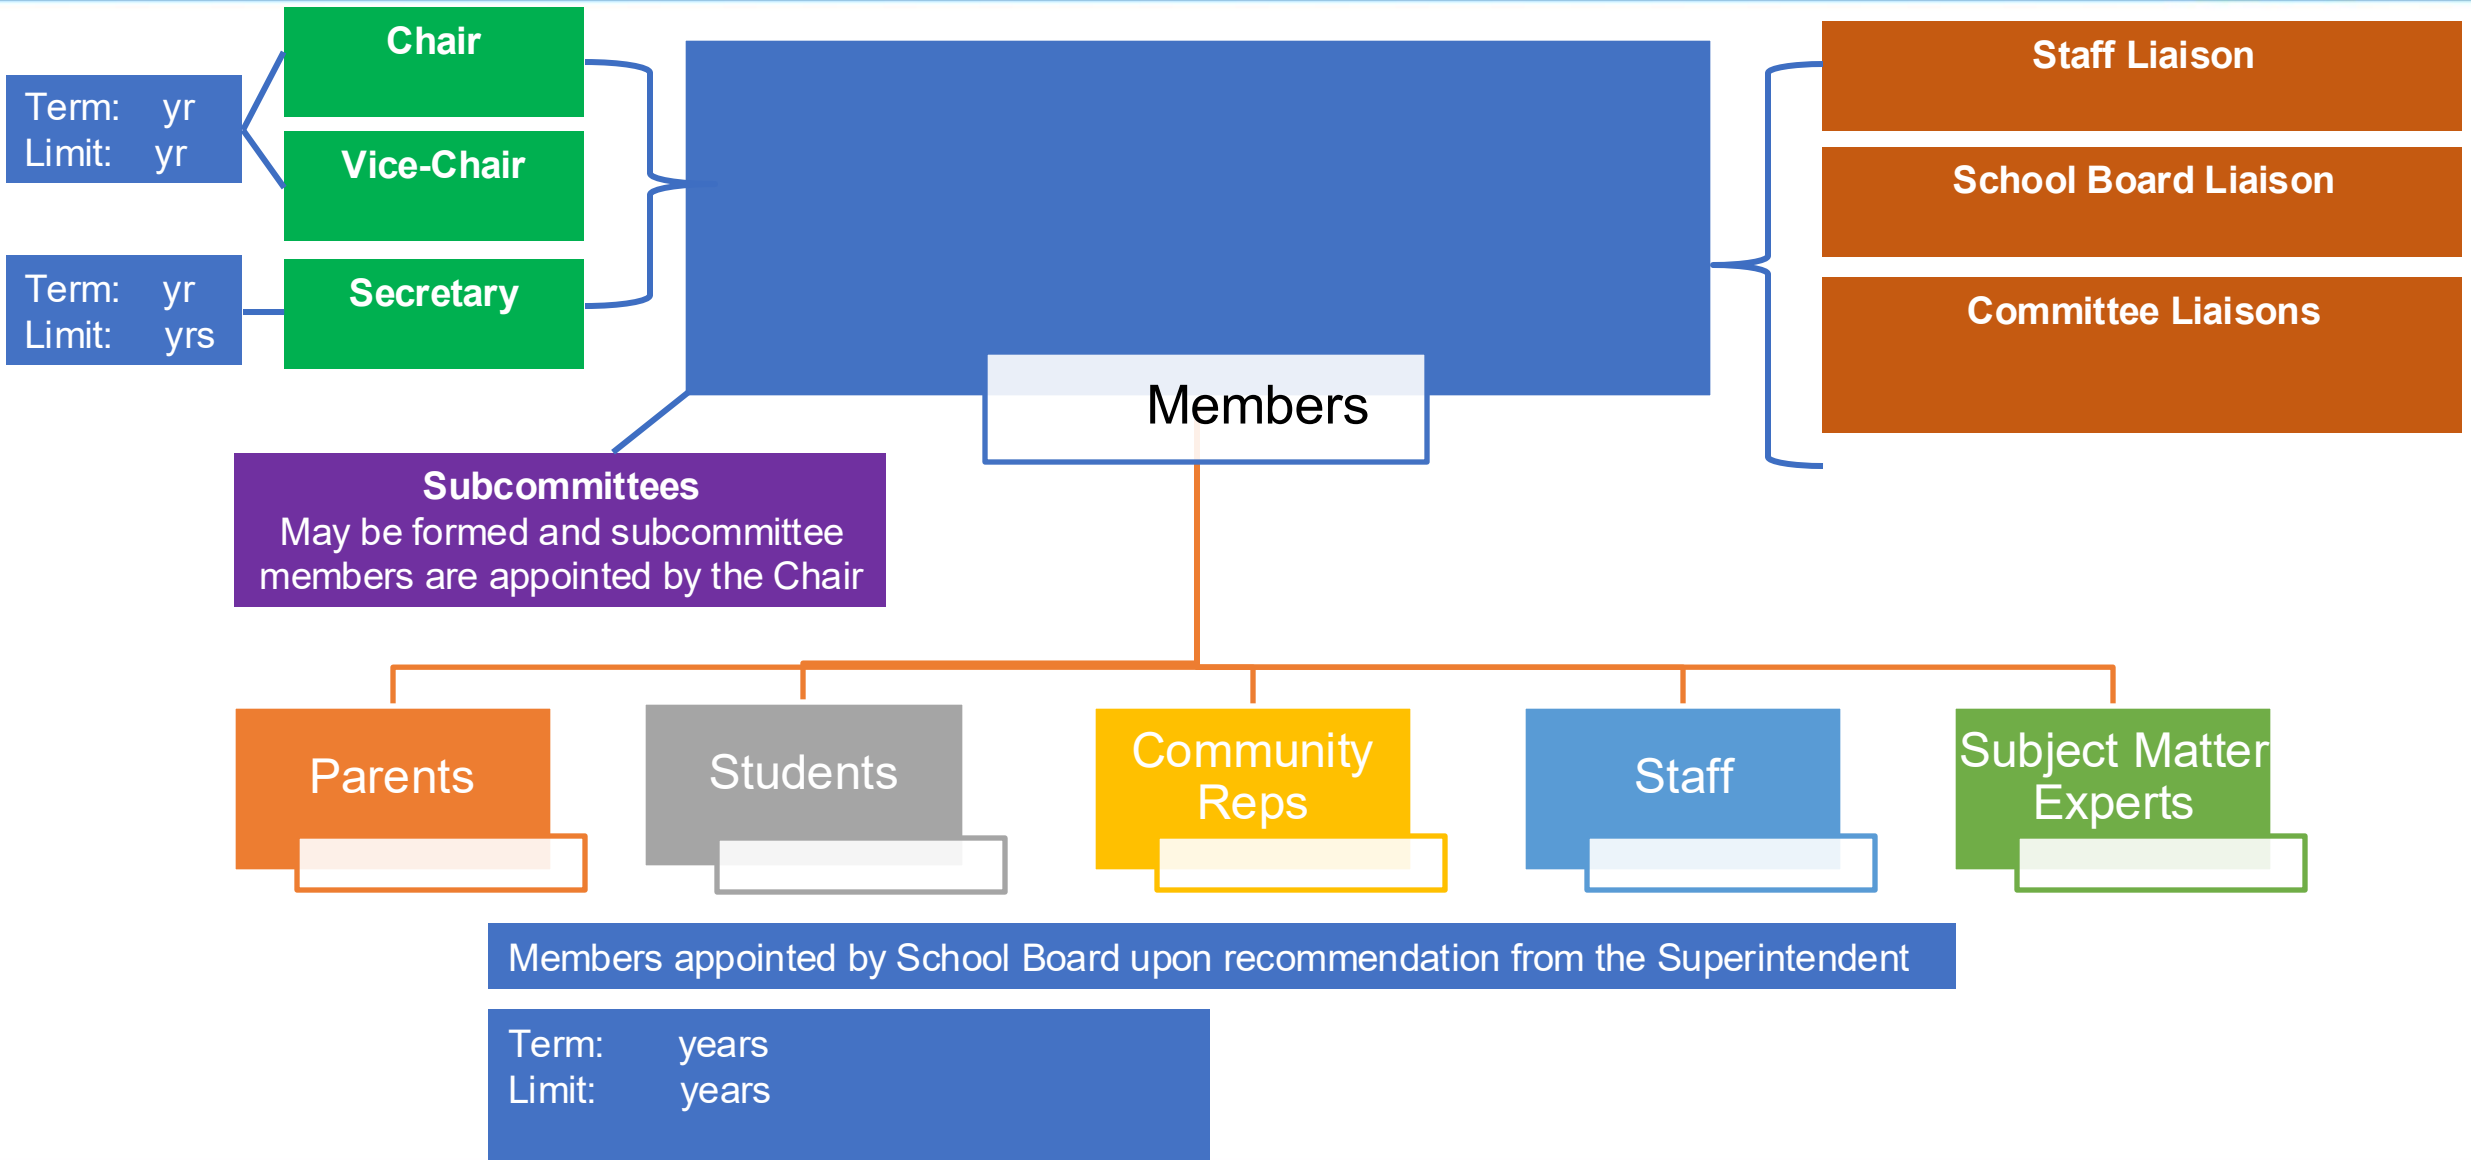 Chair
Term: yr
Limit: yr
Vice-Chair
Term: yr
Limit: yrs
Secretary
Staff Liaison
School Board Liaison
Committee Liaisons
Members
Subcommittees
May be formed and subcommittee
members are appointed by the Chair
Parents
Students
Community
Reps
Staff
Subject Matter
Experts
Members appointed by School Board upon recommendation from the Superintendent
Term: years
Limit: years